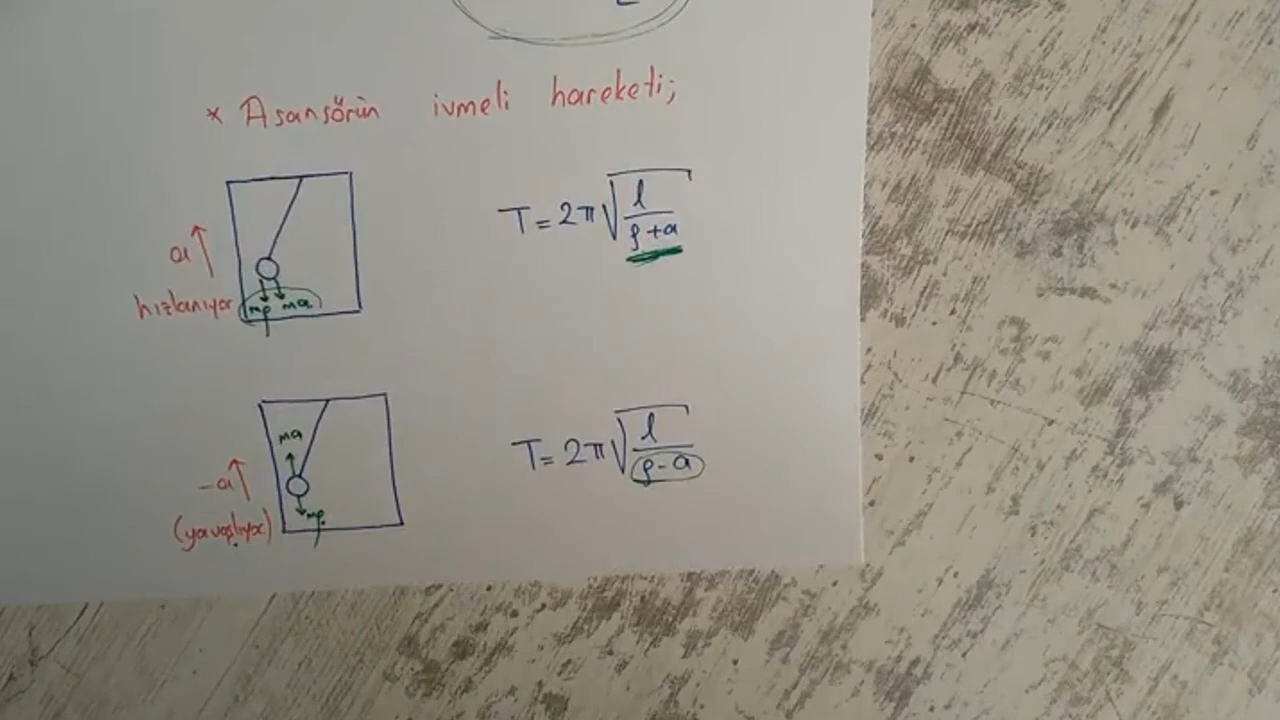 * Asansörün ivmeli hareketi;
T = 2π√(l/(g+a))
a↑
hızlanıyor
mg ma
ma
T = 2π√(l/(g-a))
-a↑
(yavaşlıyor)
mg